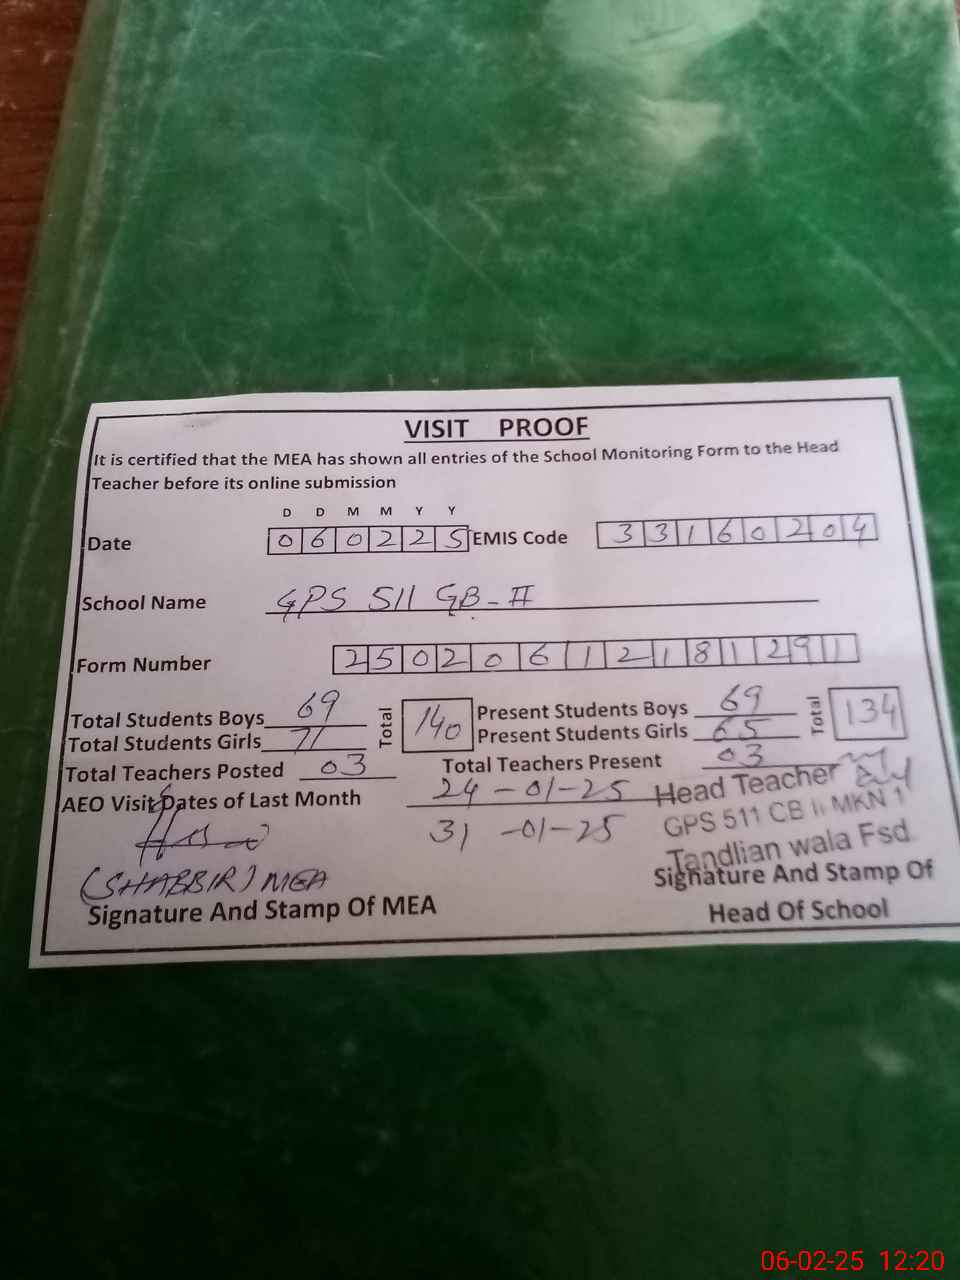 VISIT PROOF
It is certified that the MEA has shown all entries of the School Monitoring Form to the Head
Teacher before its online submission
D D M M Y Y
Date 0 6 0 2 2 5 EMIS Code 3 3 1 6 0 2 0 4
School Name GPS 511 GB-II
Form Number 2 5 0 2 0 6 1 2 1 8 1 2 9 1
Total Students Boys 69 Total 140 Present Students Boys 69 Total 134
Total Students Girls 71 Present Students Girls 65
Total Teachers Posted 03 Total Teachers Present 03
AEO Visit Dates of Last Month 24-01-25 Head Teacher
31-01-25 GPS 511 GB II MKN 1
Tandlian wala Fsd.
(SHABBIR) MEA
Signature And Stamp Of MEA
Signature And Stamp Of
Head Of School
06-02-25 12:20